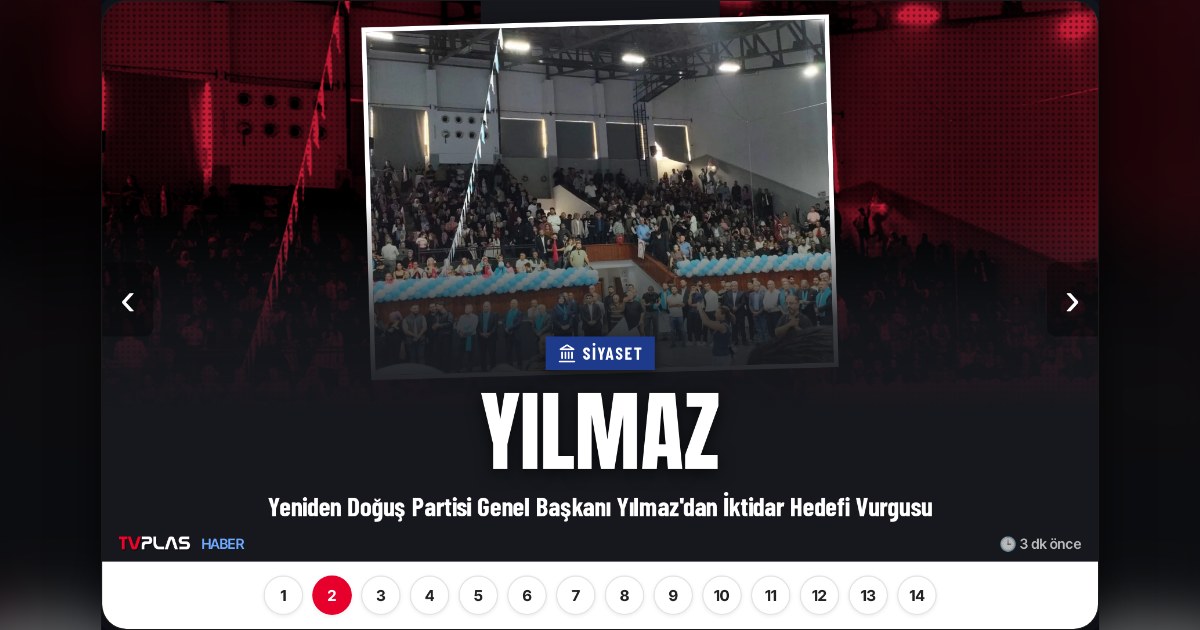 SİYASET
YILMAZ
Yeniden Doğuş Partisi Genel Başkanı Yılmaz'dan İktidar Hedefi Vurgusu
TVPLAS HABER
3 dk önce
1 2 3 4 5 6 7 8 9 10 11 12 13 14